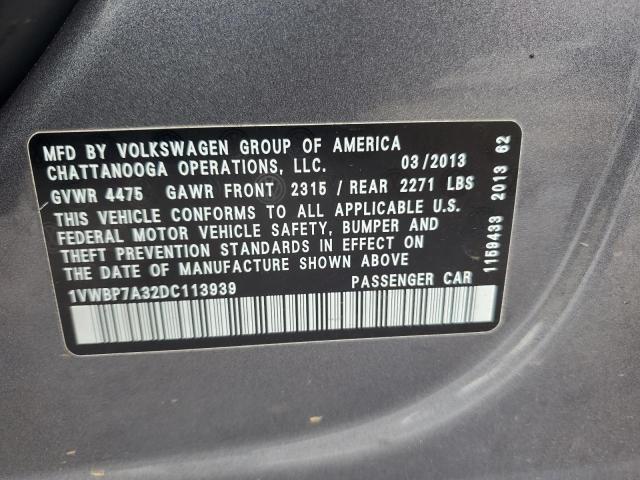 MFD BY VOLKSWAGEN GROUP OF AMERICA
CHATTANOOGA OPERATIONS, LLC. 03/2013
GVWR 4475 GAWR FRONT 2315 / REAR 2271 LBS
THIS VEHICLE CONFORMS TO ALL APPLICABLE U.S.
FEDERAL MOTOR VEHICLE SAFETY, BUMPER AND
THEFT PREVENTION STANDARDS IN EFFECT ON
THE DATE OF MANUFACTURE SHOWN ABOVE
1VWBP7A32DC113939 PASSENGER CAR
1159433 2013 62